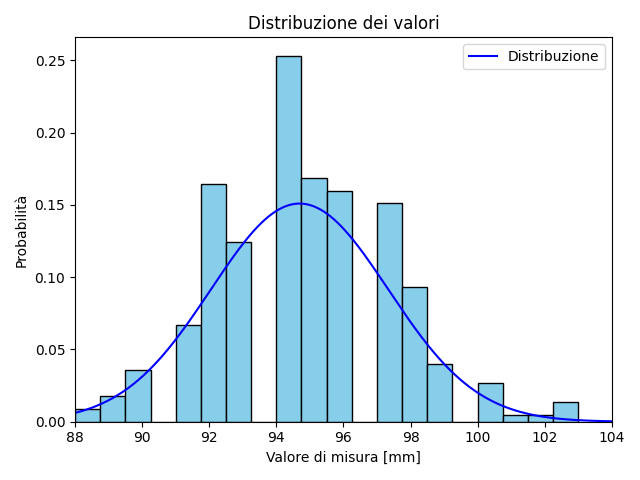 Distribuzione dei valori
Distribuzione
Probabilità
0.25
0.20
0.15
0.10
0.05
0.00
88 90 92 94 96 98 100 102 104
Valore di misura [mm]